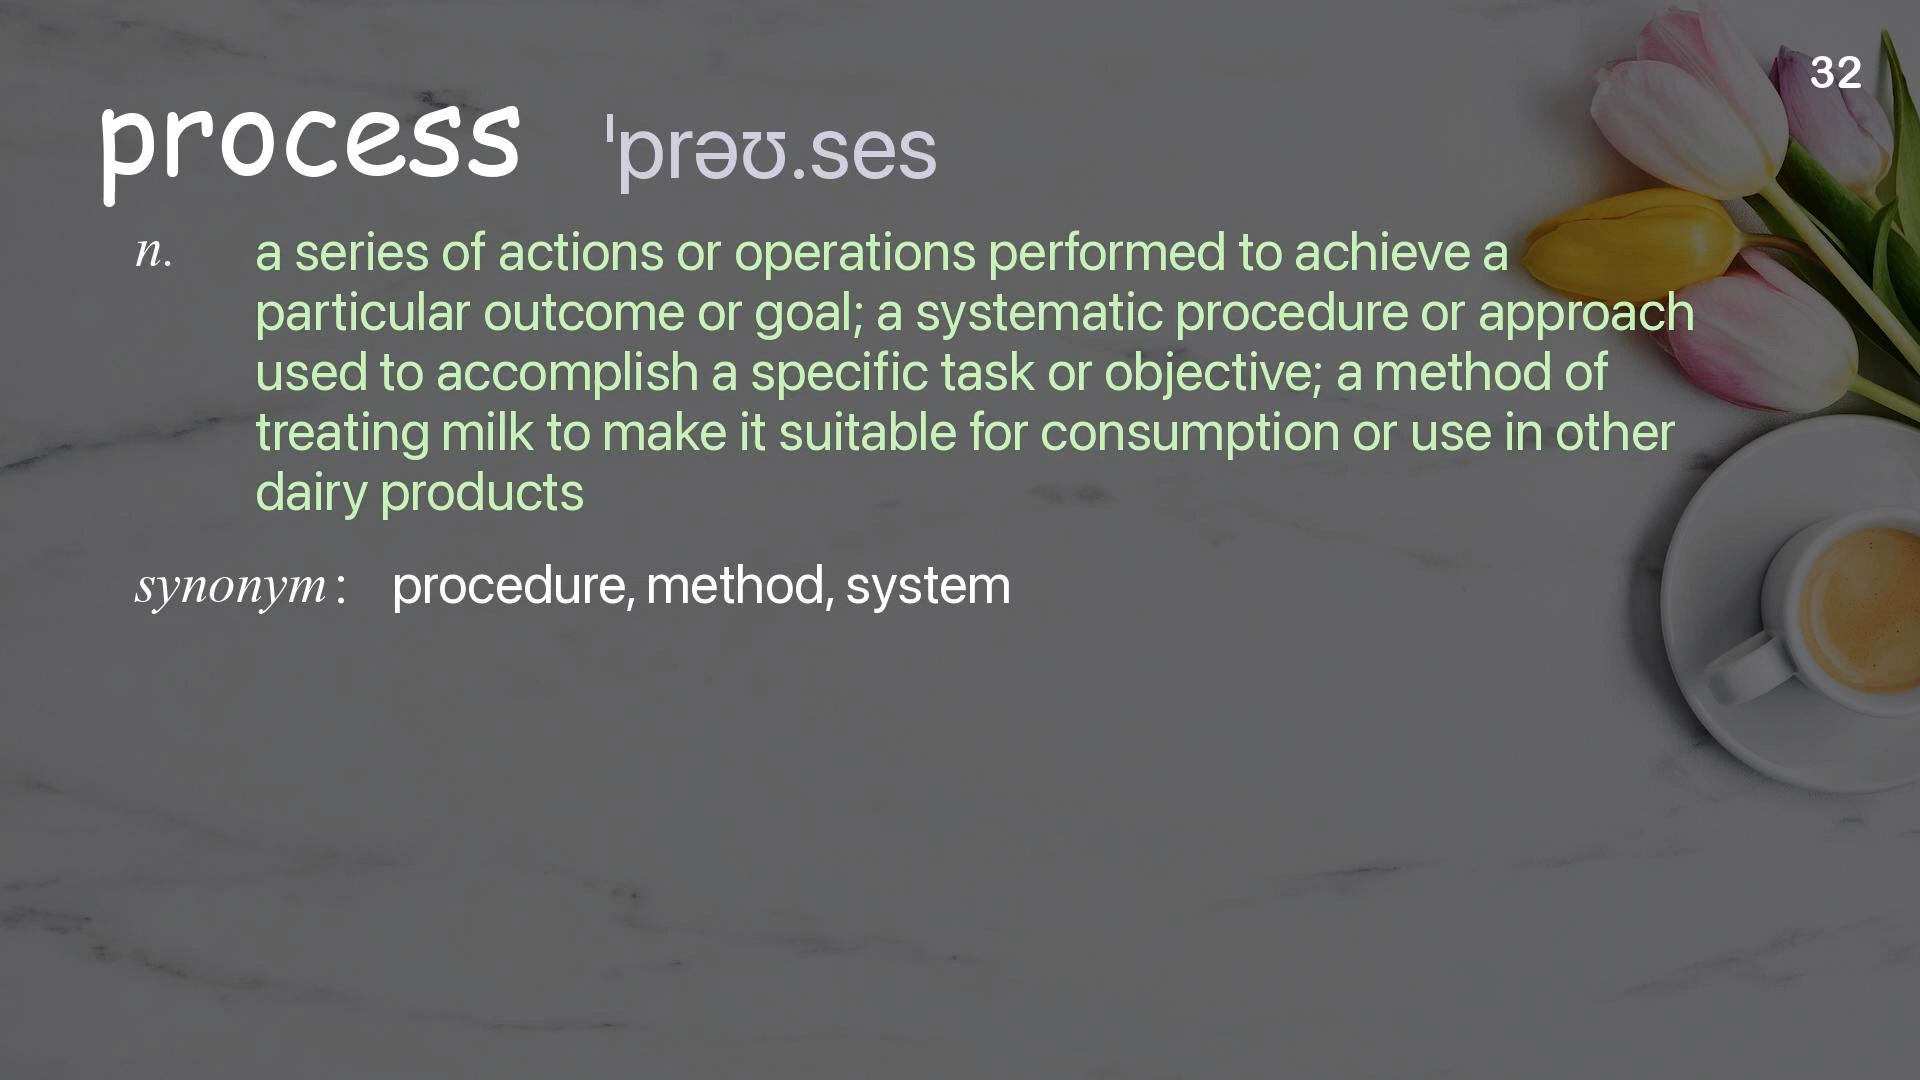 32
process ˈprəʊ.ses
n. a series of actions or operations performed to achieve a
particular outcome or goal; a systematic procedure or approach
used to accomplish a specific task or objective; a method of
treating milk to make it suitable for consumption or use in other
dairy products
synonym: procedure, method, system